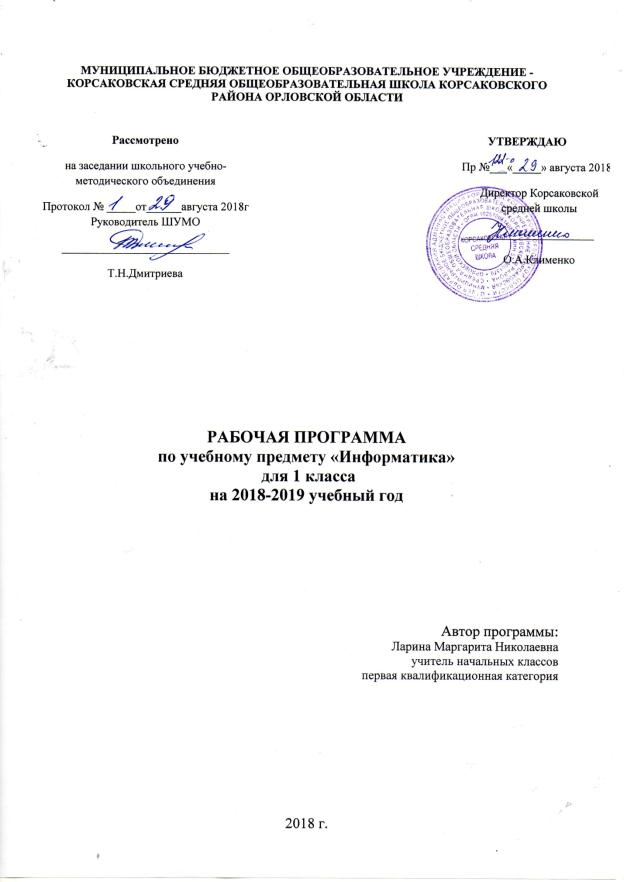 МУНИЦИПАЛЬНОЕ БЮДЖЕТНОЕ ОБЩЕОБРАЗОВАТЕЛЬНОЕ УЧРЕЖДЕНИЕ -
КОРСАКОВСКАЯ СРЕДНЯЯ ОБЩЕОБРАЗОВАТЕЛЬНАЯ ШКОЛА КОРСАКОВСКОГО
РАЙОНА ОРЛОВСКОЙ ОБЛАСТИ
Рассмотрено
на заседании школьного учебно-
методического объединения
Протокол № 1 от 29 августа 2018г
Руководитель ШУМО
Т.Н.Дмитриева
УТВЕРЖДАЮ
Пр № « 29 » августа 2018
Директор Корсаковской
средней школы
КОРСАКОВСКАЯ
СРЕДНЯЯ
ШКОЛА
О.А.Клименко
РАБОЧАЯ ПРОГРАММА
по учебному предмету «Информатика»
для 1 класса
на 2018-2019 учебный год
Автор программы:
Ларина Маргарита Николаевна
учитель начальных классов
первая квалификационная категория
2018 г.